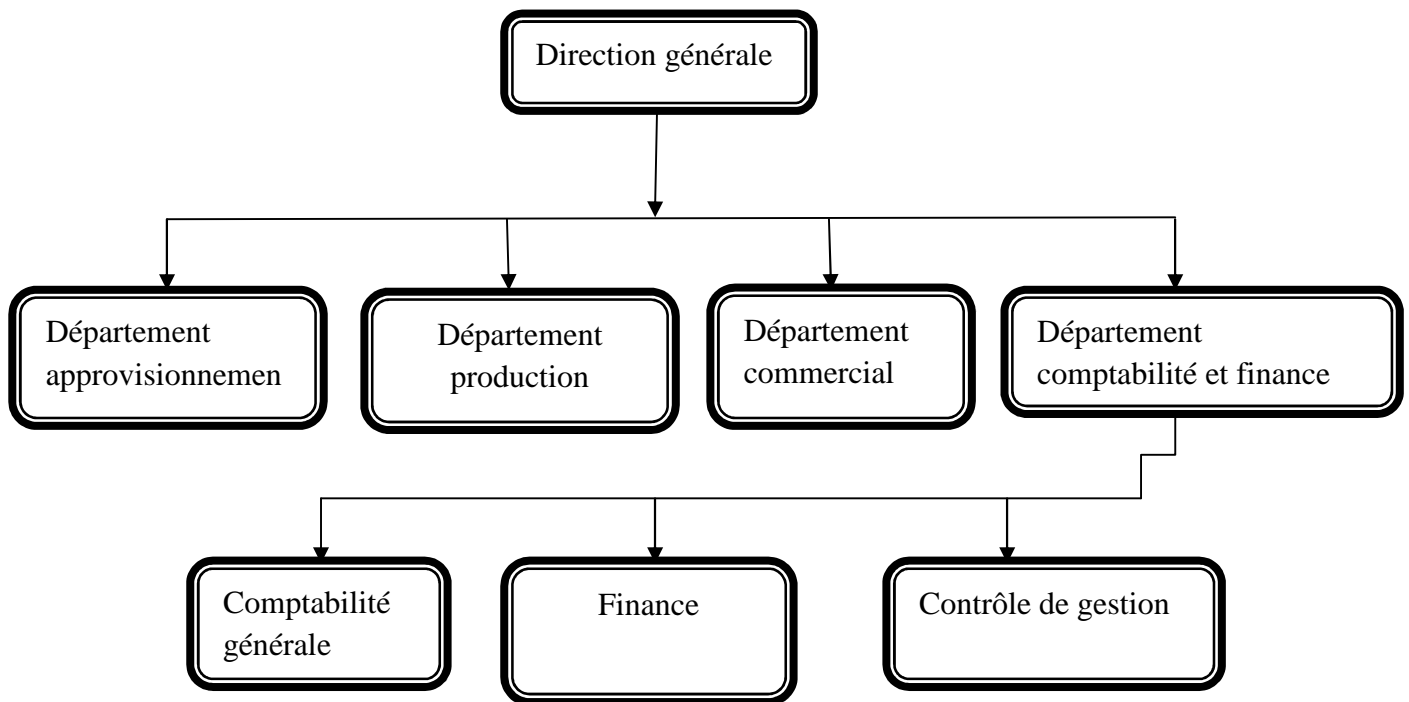 Direction générale
Département
approvisionnemen
Département
production
Département
commercial
Département
comptabilité et finance
Comptabilité
générale
Finance
Contrôle de gestion